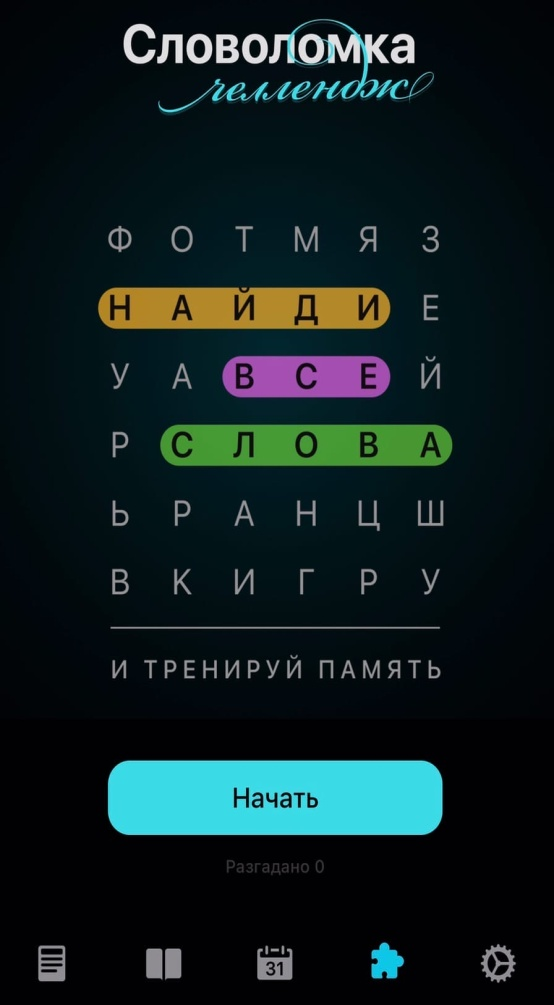 Словоломка
челлендж
Ф О Т М Я З
Н А Й Д И Е
У А В С Е Й
Р С Л О В А
Ь Р А Н Ц Ш
В К И Г Р У
И ТРЕНИРУЙ ПАМЯТЬ
Начать
Разгадано 0
31